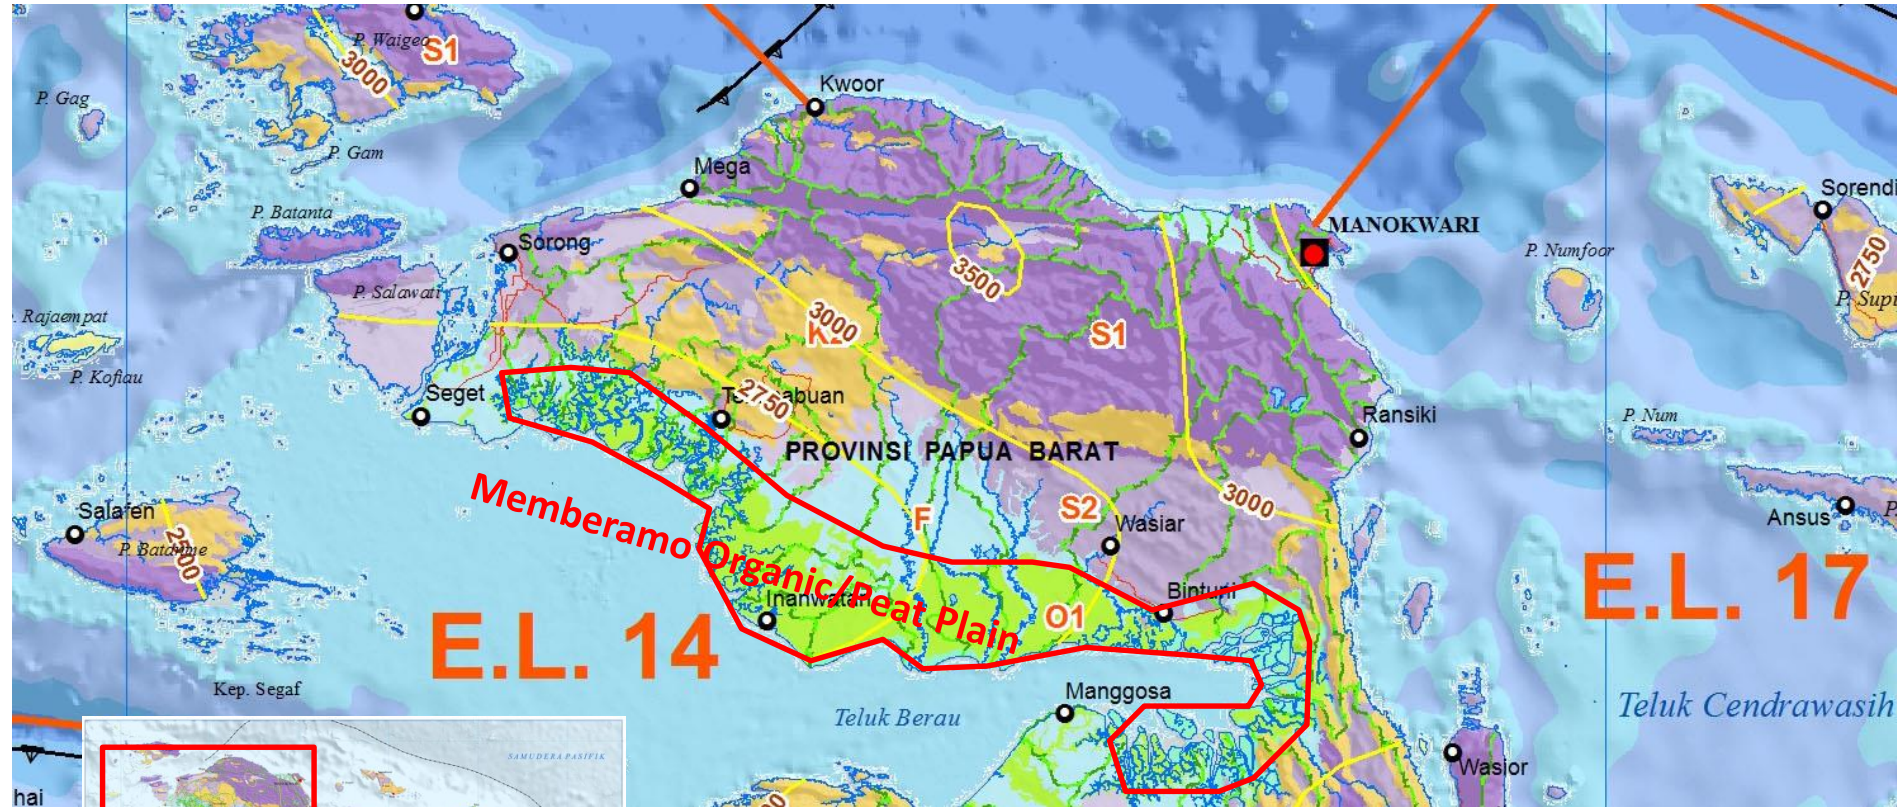 P. Waigeo
S1
3000
P. Gag
Kwoor
P. Gam
Mega
Sorendi
P. Batanta
Sorong
MANOKWARI
P. Numfoor
2750
3500
P. Salawati
P. Supi
Rajaempat
3000
S1
P. Kofiau
Seget
2750
Ransiki
P. Num
PROVINSI PAPUA BARAT
Memberamo Organic/Peat Plain
Salafen
3000
Ansus
P.
F
S2
Wasiar
P. Batanme
2500
E.L. 17
Inanwatan
Bintuni
O1
E.L. 14
Kep. Segaf
Manggosa
Teluk Berau
Teluk Cendrawasih
SAMUDERA PASIFIK
Wasior
hai